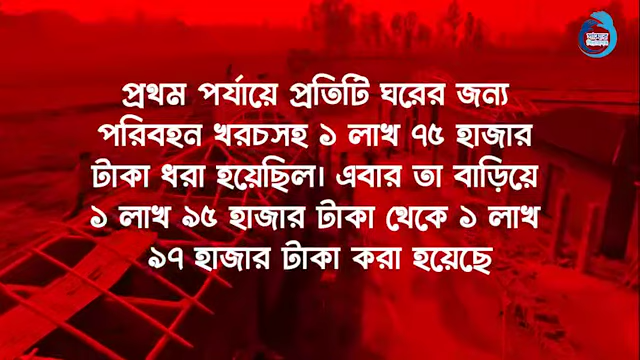 প্রথম পর্যায়ে প্রতিটি ঘরের জন্য
পরিবহন খরচসহ ১ লাখ ৭৫ হাজার
টাকা ধরা হয়েছিল। এবার তা বাড়িয়ে
১ লাখ ৯৫ হাজার টাকা থেকে ১ লাখ
৯৭ হাজার টাকা করা হয়েছে